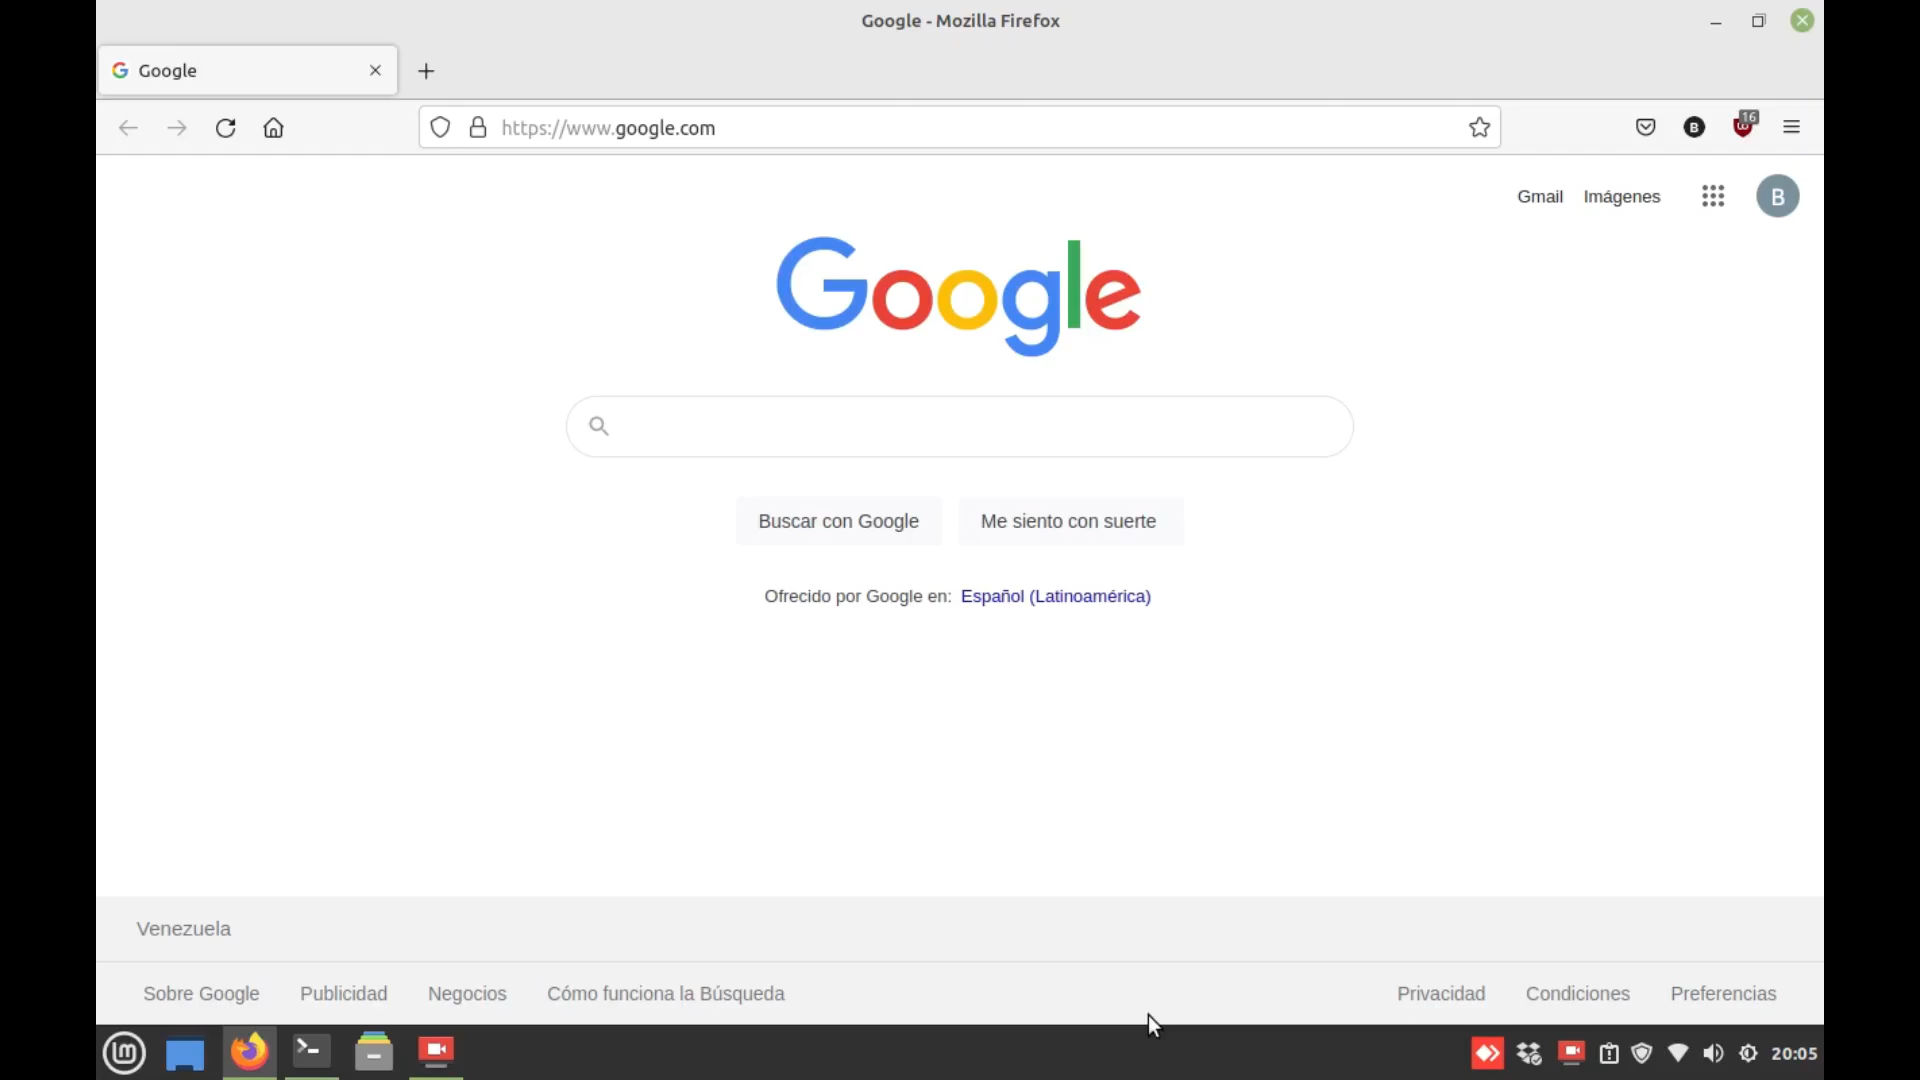 Google - Mozilla Firefox
Google
https://www.google.com
16
B
Gmail Imágenes
B
Google
Buscar con Google Me siento con suerte
Ofrecido por Google en: Español (Latinoamérica)
Venezuela
Sobre Google Publicidad Negocios Cómo funciona la Búsqueda Privacidad Condiciones Preferencias
20:05